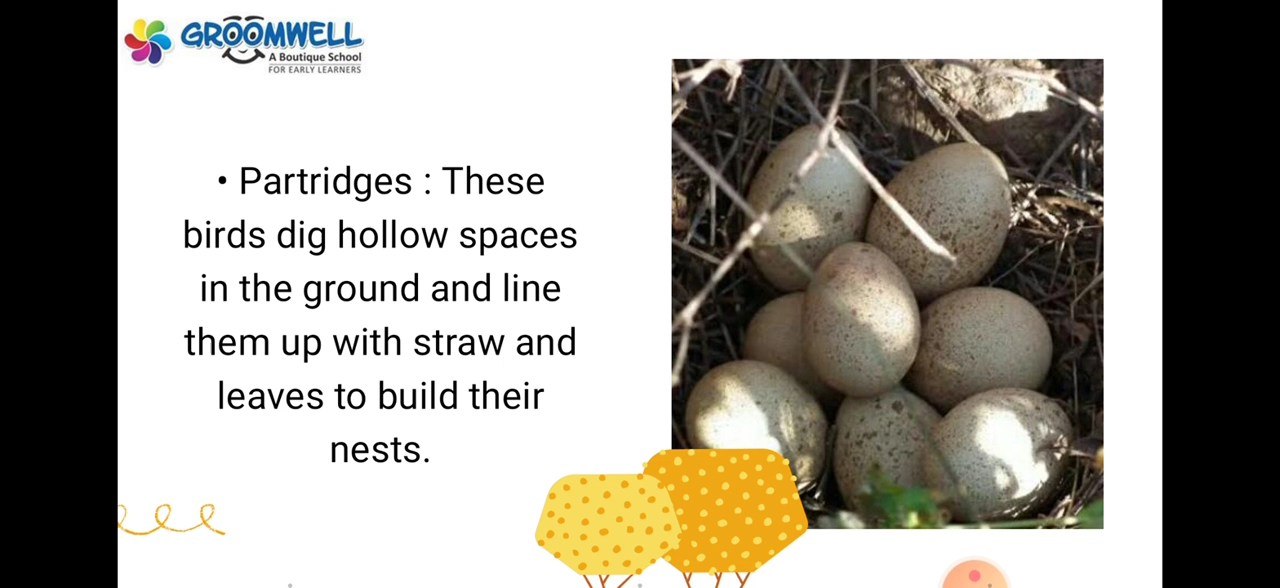 GROOMWELL
A Boutique School
FOR EARLY LEARNERS
• Partridges : These
birds dig hollow spaces
in the ground and line
them up with straw and
leaves to build their
nests.